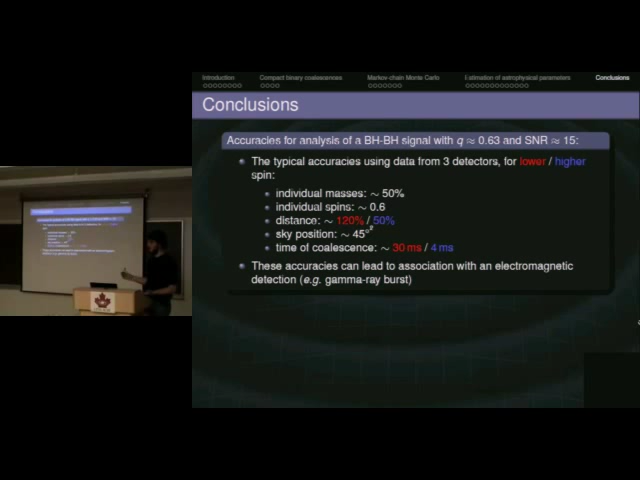 Introduction Compact binary coalescences Markov-chain Monte Carlo Estimation of astrophysical parameters Conclusions
Conclusions
Accuracies for analysis of a BH-BH signal with q ≈ 0.63 and SNR ≈ 15:
The typical accuracies using data from 3 detectors, for lower / higher
spin:
individual masses: ∼ 50%
individual spins: ∼ 0.6
distance: ∼ 120% / 50%
sky position: ∼ 45°²
time of coalescence: ∼ 30 ms / 4 ms
These accuracies can lead to association with an electromagnetic
detection (e.g. gamma-ray burst)